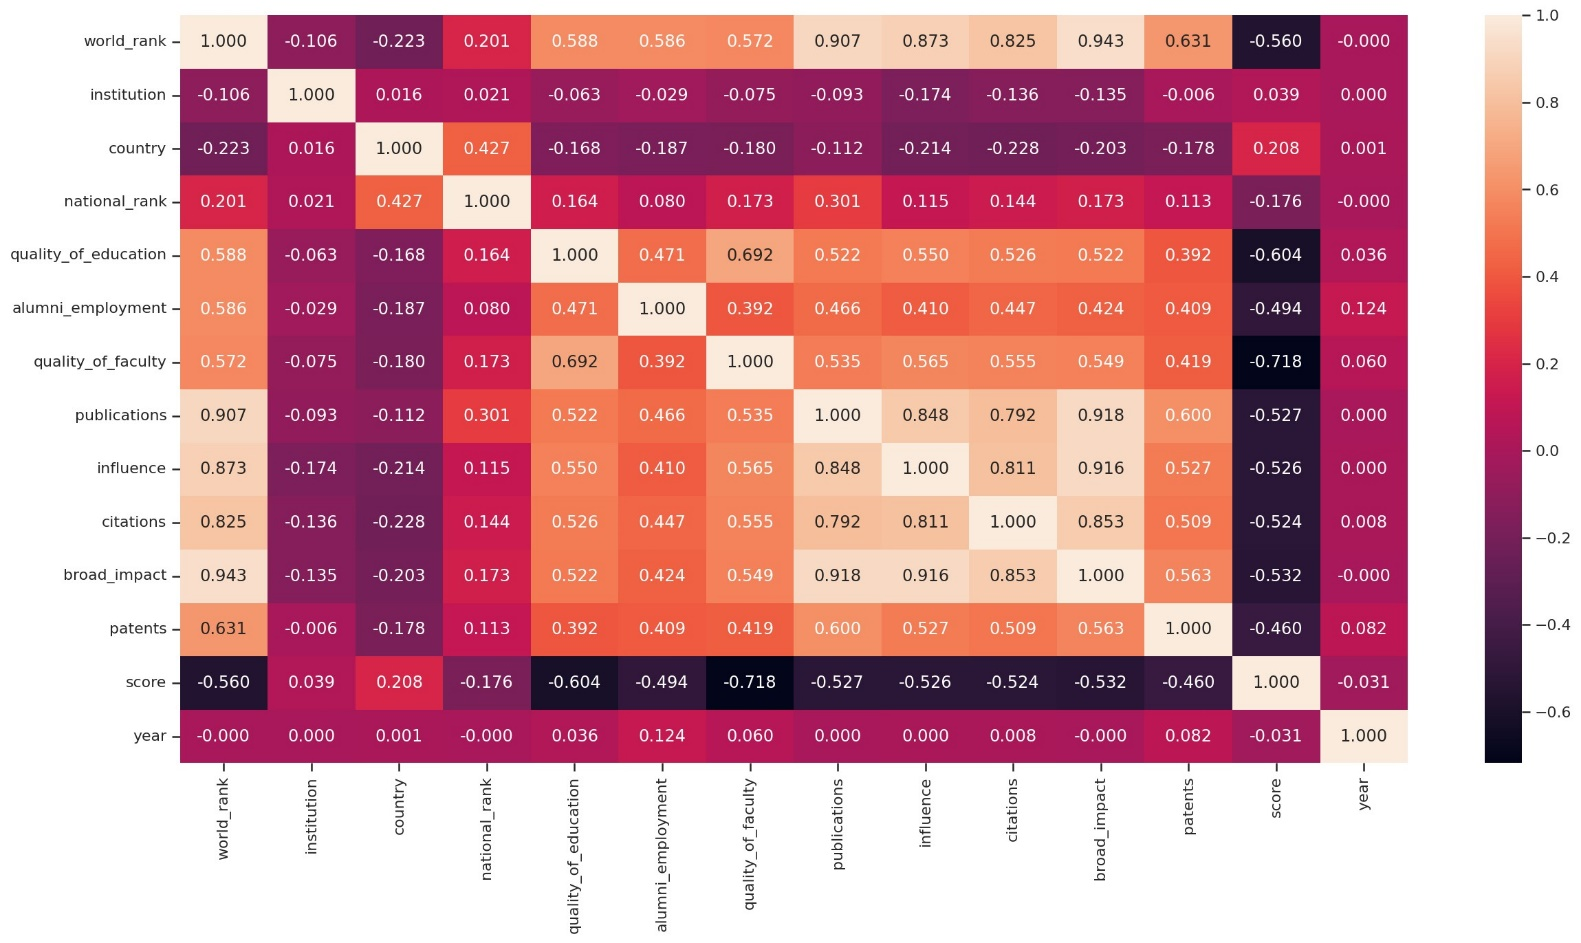 world_rank 1.000 -0.106 -0.223 0.201 0.588 0.586 0.572 0.907 0.873 0.825 0.943 0.631 -0.560 -0.000
institution -0.106 1.000 0.016 0.021 -0.063 -0.029 -0.075 -0.093 -0.174 -0.136 -0.135 -0.006 0.039 0.000
country -0.223 0.016 1.000 0.427 -0.168 -0.187 -0.180 -0.112 -0.214 -0.228 -0.203 -0.178 0.208 0.001
national_rank 0.201 0.021 0.427 1.000 0.164 0.080 0.173 0.301 0.115 0.144 0.173 0.113 -0.176 -0.000
quality_of_education 0.588 -0.063 -0.168 0.164 1.000 0.471 0.692 0.522 0.550 0.526 0.522 0.392 -0.604 0.036
alumni_employment 0.586 -0.029 -0.187 0.080 0.471 1.000 0.392 0.466 0.410 0.447 0.424 0.409 -0.494 0.124
quality_of_faculty 0.572 -0.075 -0.180 0.173 0.692 0.392 1.000 0.535 0.565 0.555 0.549 0.419 -0.718 0.060
publications 0.907 -0.093 -0.112 0.301 0.522 0.466 0.535 1.000 0.848 0.792 0.918 0.600 -0.527 0.000
influence 0.873 -0.174 -0.214 0.115 0.550 0.410 0.565 0.848 1.000 0.811 0.916 0.527 -0.526 0.000
citations 0.825 -0.136 -0.228 0.144 0.526 0.447 0.555 0.792 0.811 1.000 0.853 0.509 -0.524 0.008
broad_impact 0.943 -0.135 -0.203 0.173 0.522 0.424 0.549 0.918 0.916 0.853 1.000 0.563 -0.532 -0.000
patents 0.631 -0.006 -0.178 0.113 0.392 0.409 0.419 0.600 0.527 0.509 0.563 1.000 -0.460 0.082
score -0.560 0.039 0.208 -0.176 -0.604 -0.494 -0.718 -0.527 -0.526 -0.524 -0.532 -0.460 1.000 -0.031
year -0.000 0.000 0.001 -0.000 0.036 0.124 0.060 0.000 0.000 0.008 -0.000 0.082 -0.031 1.000
world_rank
institution
country
national_rank
quality_of_education
alumni_employment
quality_of_faculty
publications
influence
citations
broad_impact
patents
score
year
1.0
0.8
0.6
0.4
0.2
0.0
−0.2
−0.4
−0.6